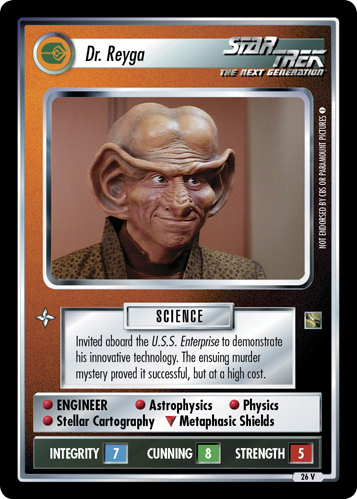 Dr. Reyga
STAR TREK
THE NEXT GENERATION
NOT ENDORSED BY CBS OR PARAMOUNT PICTURES
SCIENCE
Invited aboard the U.S.S. Enterprise to demonstrate
his innovative technology. The ensuing murder
mystery proved it successful, but at a high cost.
ENGINEER Astrophysics Physics
Stellar Cartography Metaphasic Shields
INTEGRITY 7 CUNNING 8 STRENGTH 5
26 V